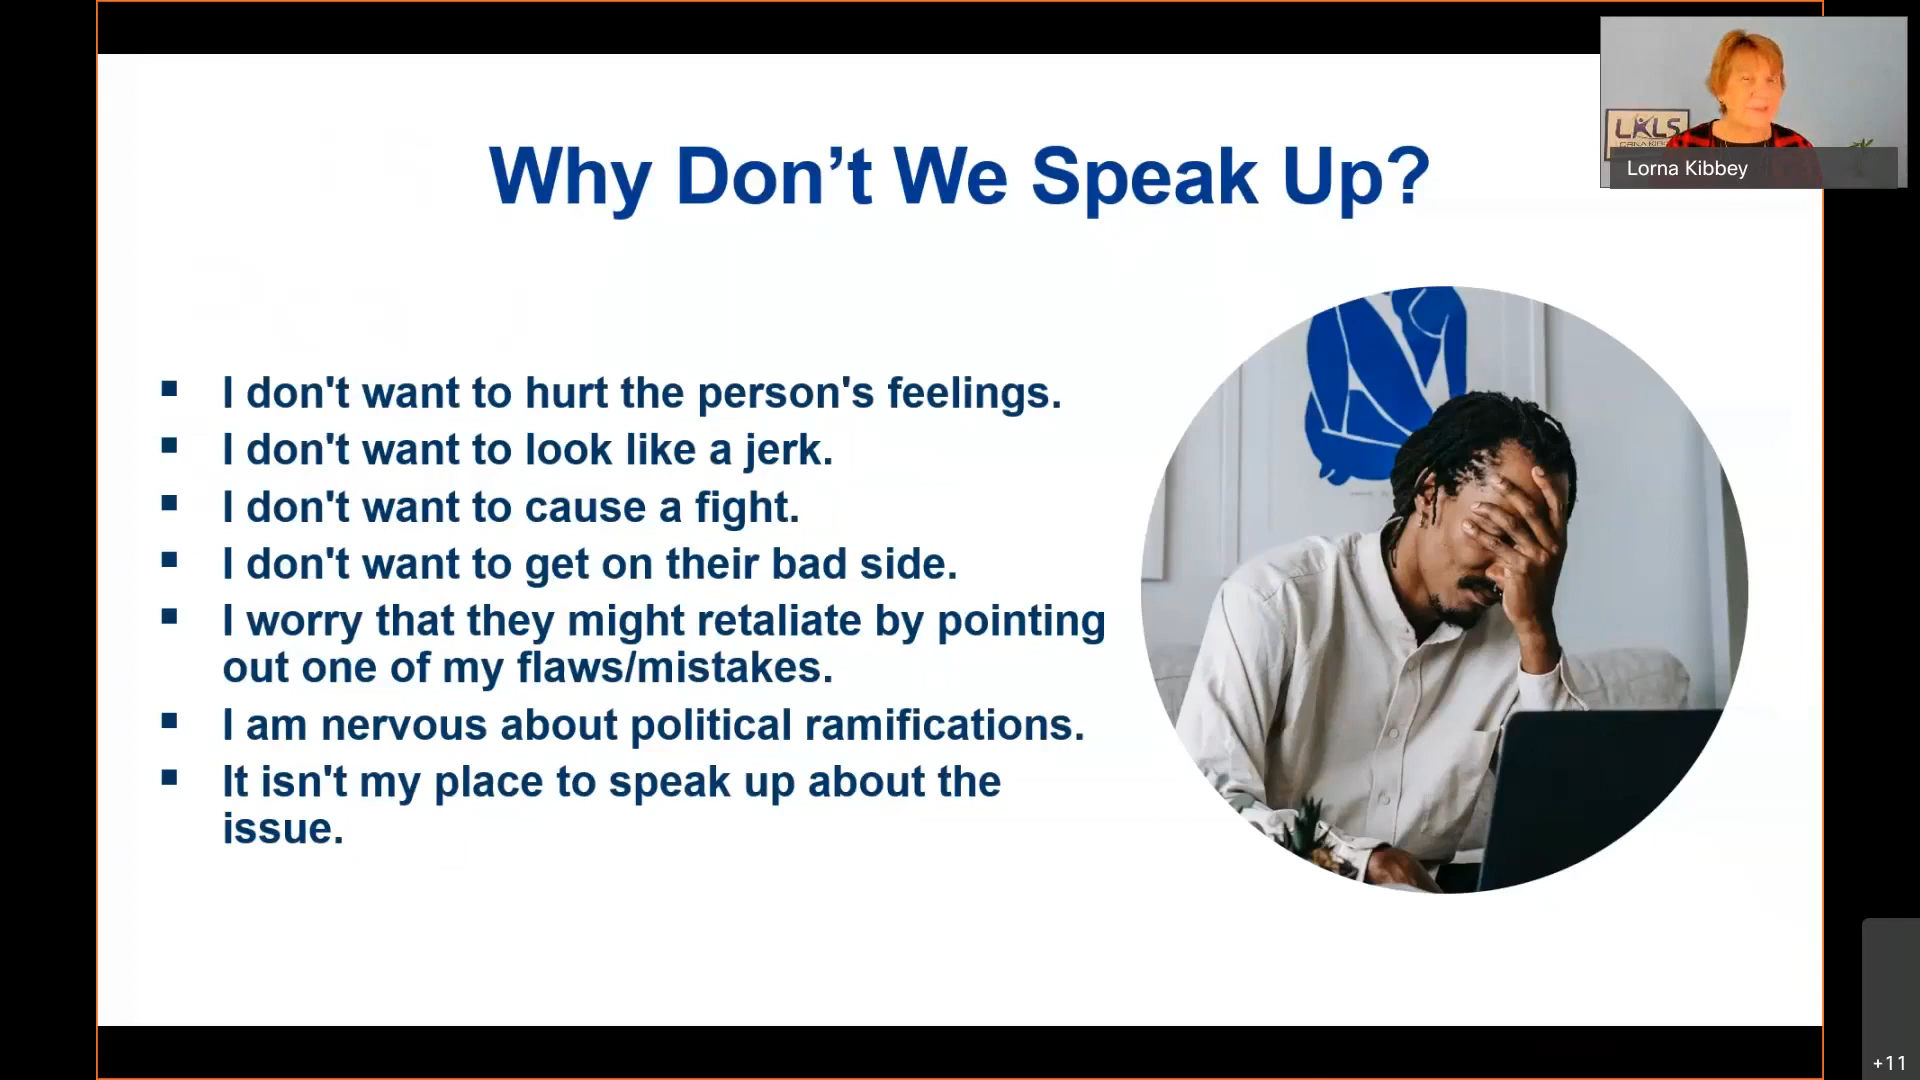 Why Don’t We Speak Up?
LKLS
Lorna Kibbey
▪ I don't want to hurt the person's feelings.
▪ I don't want to look like a jerk.
▪ I don't want to cause a fight.
▪ I don't want to get on their bad side.
▪ I worry that they might retaliate by pointing
out one of my flaws/mistakes.
▪ I am nervous about political ramifications.
▪ It isn't my place to speak up about the
issue.
+11